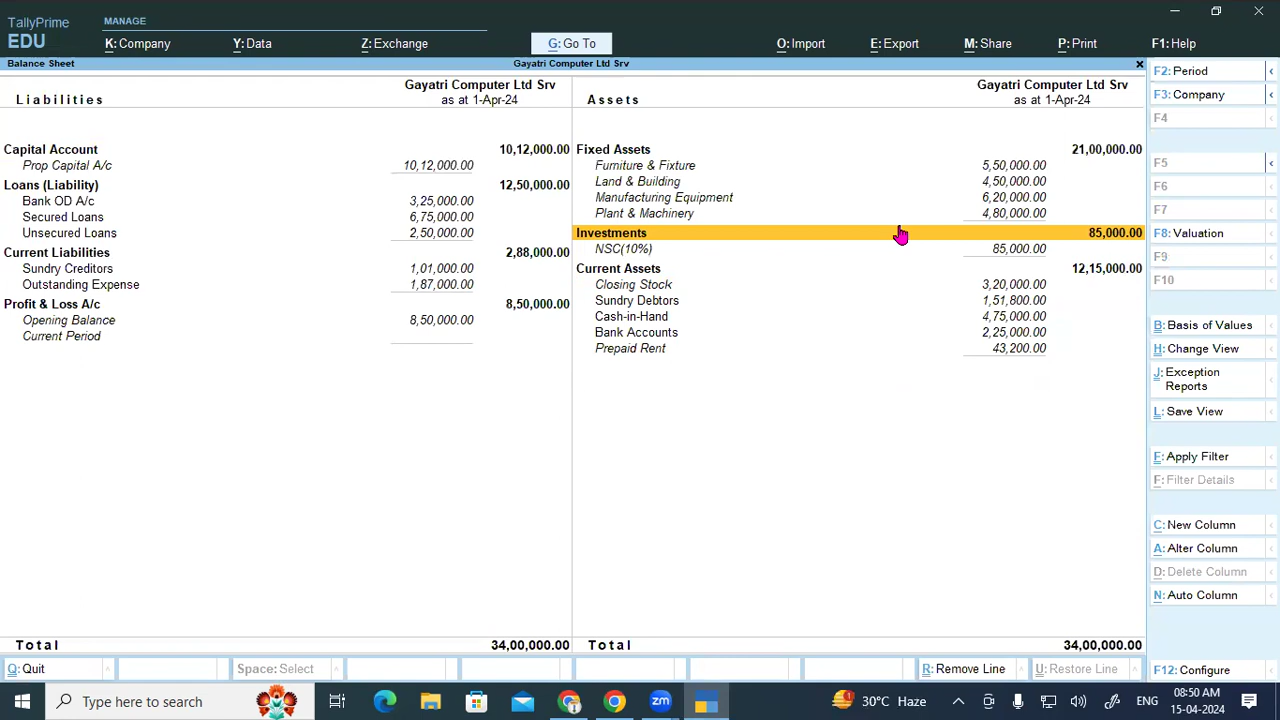 TallyPrime
EDU
MANAGE
K: Company
Y: Data
Z: Exchange
G: Go To
O: Import
E: Export
M: Share
P: Print
F1: Help
Balance Sheet
Gayatri Computer Ltd Srv
×
Liabilities
Gayatri Computer Ltd Srv
as at 1-Apr-24
Capital Account 10,12,000.00
Prop Capital A/c 10,12,000.00
Loans (Liability) 12,50,000.00
Bank OD A/c 3,25,000.00
Secured Loans 6,75,000.00
Unsecured Loans 2,50,000.00
Current Liabilities 2,88,000.00
Sundry Creditors 1,01,000.00
Outstanding Expense 1,87,000.00
Profit & Loss A/c 8,50,000.00
Opening Balance 8,50,000.00
Current Period
Total 34,00,000.00
Assets
Gayatri Computer Ltd Srv
as at 1-Apr-24
Fixed Assets 21,00,000.00
Furniture & Fixture 5,50,000.00
Land & Building 4,50,000.00
Manufacturing Equipment 6,20,000.00
Plant & Machinery 4,80,000.00
Investments 85,000.00
NSC(10%) 85,000.00
Current Assets 12,15,000.00
Closing Stock 3,20,000.00
Sundry Debtors 1,51,800.00
Cash-in-Hand 4,75,000.00
Bank Accounts 2,25,000.00
Prepaid Rent 43,200.00
Total 34,00,000.00
F2: Period
F3: Company
F4
F5
F6
F7
F8: Valuation
F9
F10
B: Basis of Values
H: Change View
J: Exception
Reports
L: Save View
F: Apply Filter
F: Filter Details
C: New Column
A: Alter Column
D: Delete Column
N: Auto Column
F12: Configure
Q: Quit
Space: Select
R: Remove Line
U: Restore Line
Type here to search
zm
1
30°C Haze
ENG
08:50 AM
15-04-2024